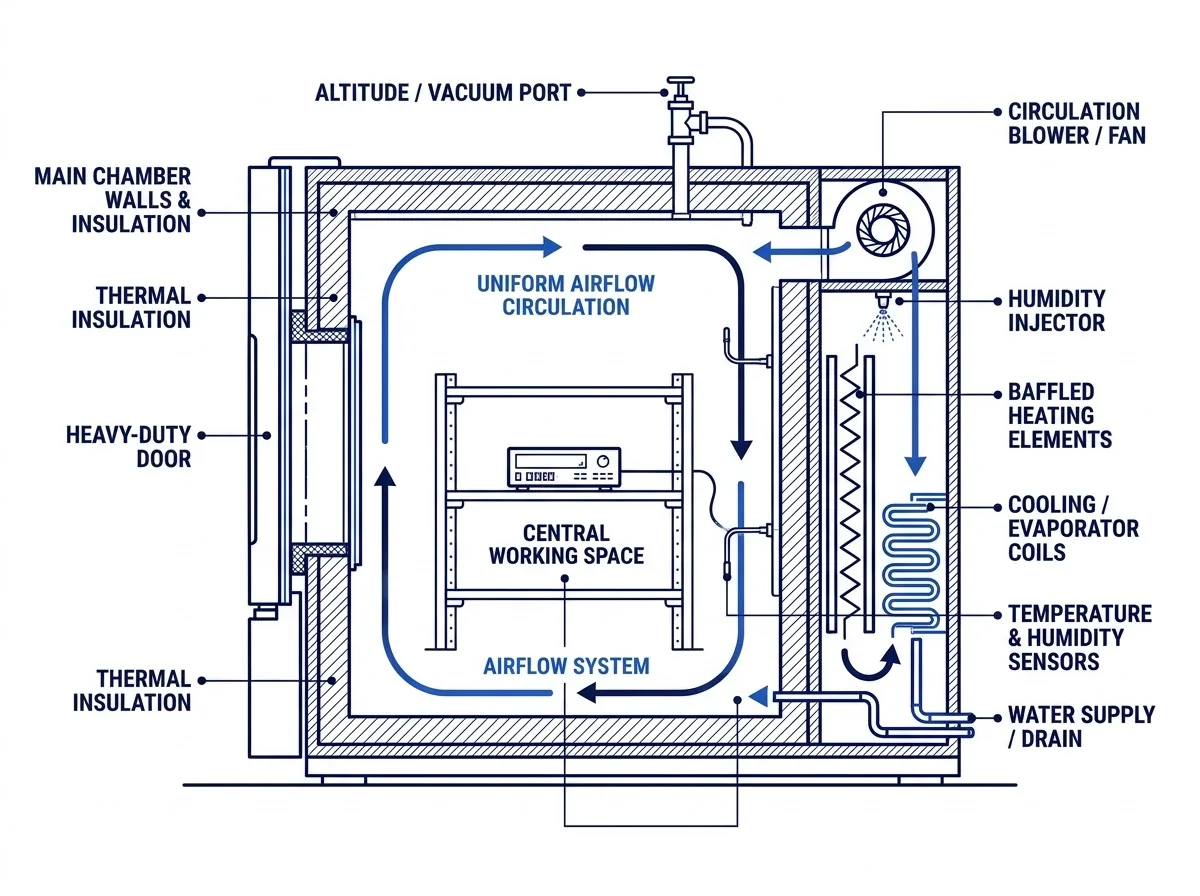 ALTITUDE / VACUUM PORT
CIRCULATION
BLOWER / FAN
MAIN CHAMBER
WALLS &
INSULATION
UNIFORM AIRFLOW
CIRCULATION
THERMAL
INSULATION
HUMIDITY
INJECTOR
BAFFLED
HEATING
ELEMENTS
HEAVY-DUTY
DOOR
COOLING /
EVAPORATOR
COILS
CENTRAL
WORKING SPACE
TEMPERATURE
& HUMIDITY
SENSORS
AIRFLOW SYSTEM
THERMAL
INSULATION
WATER SUPPLY
/ DRAIN